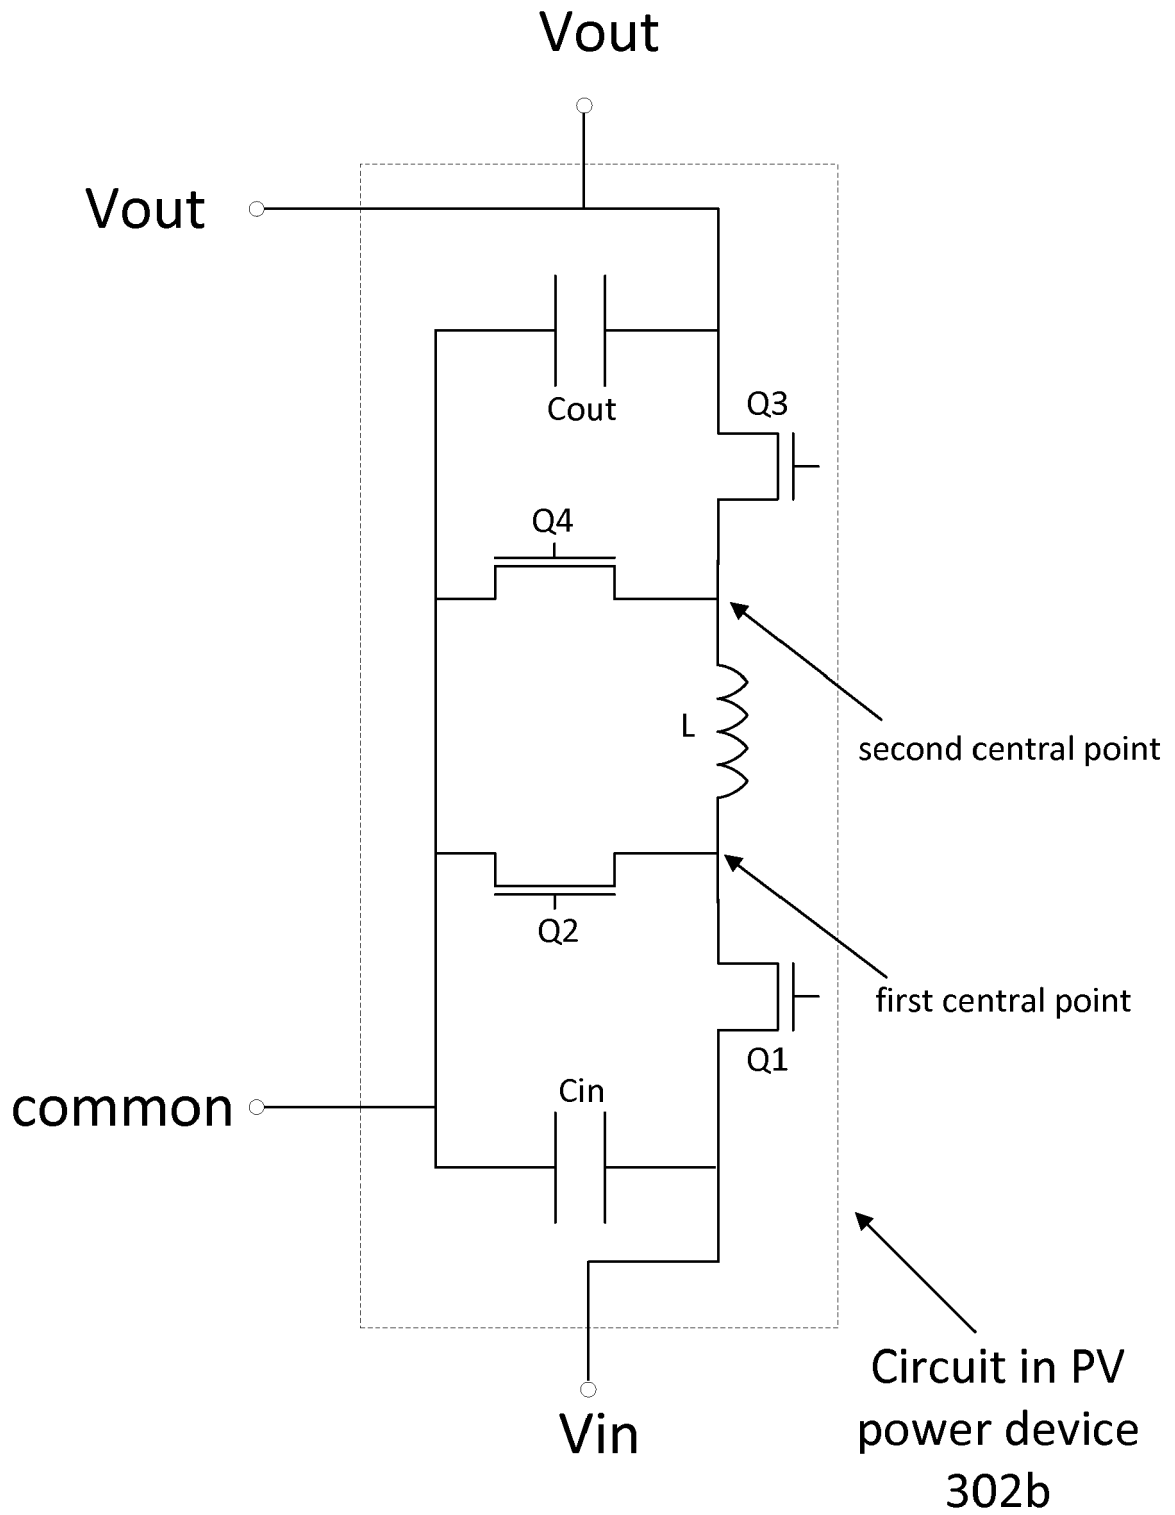 Vout
Vout
Cout
Q3
Q4
second central point
L
Q2
first central point
Q1
Cin
common
Circuit in PV
power device
302b
Vin